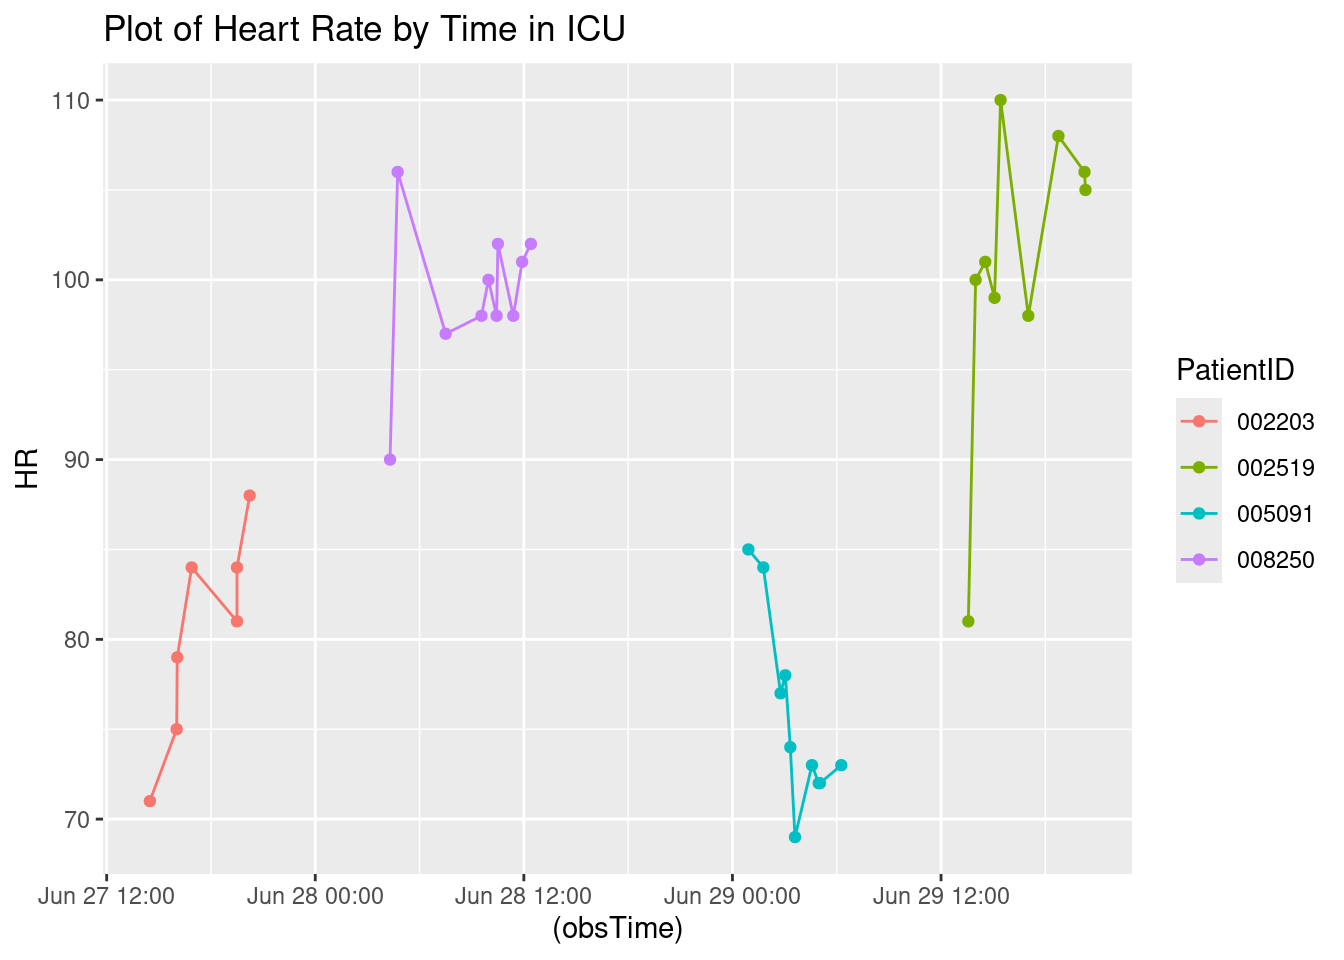 Plot of Heart Rate by Time in ICU
HR
110
100
90
80
70
Jun 27 12:00
Jun 28 00:00
Jun 28 12:00
Jun 29 00:00
Jun 29 12:00
(obsTime)
PatientID
002203
002519
005091
008250